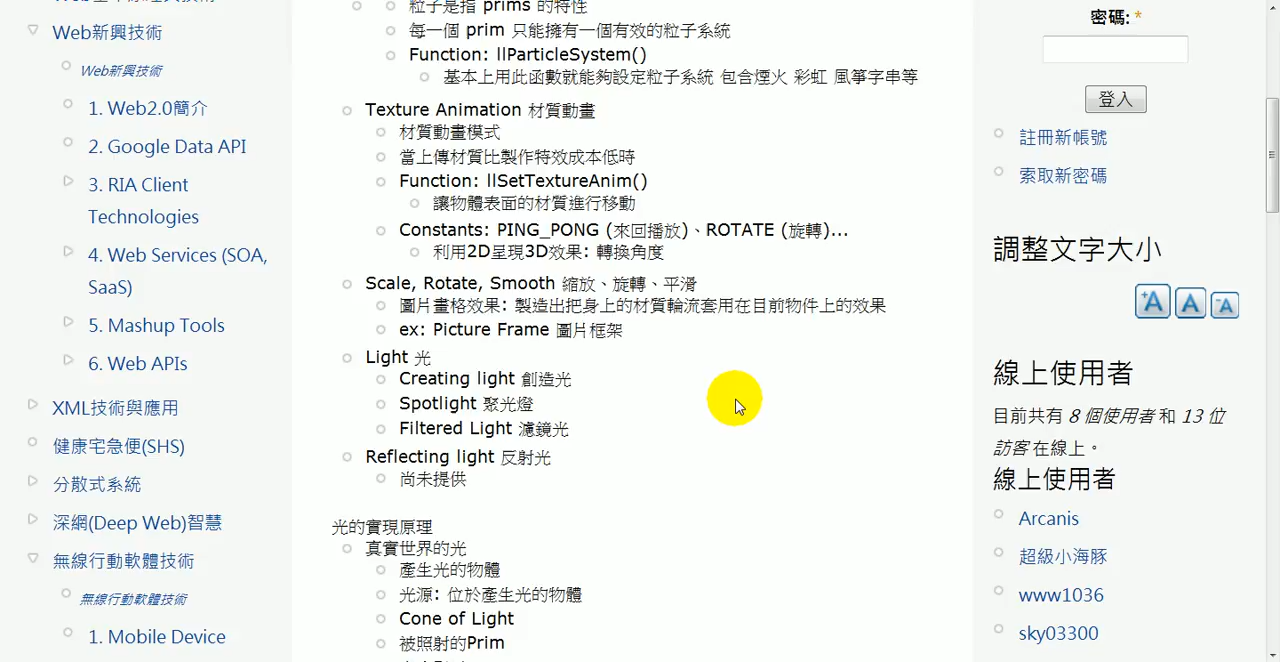 Web新興技術
Web新興技術
1. Web2.0簡介
2. Google Data API
3. RIA Client
Technologies
4. Web Services (SOA,
SaaS)
5. Mashup Tools
6. Web APIs
XML技術與應用
健康宅急便(SHS)
分散式系統
深網(Deep Web)智慧
無線行動軟體技術
無線行動軟體技術
1. Mobile Device
粒子是指 prims 的特性
每一個 prim 只能擁有一個有效的粒子系統
Function: llParticleSystem()
基本上用此函數就能夠設定粒子系統 包含煙火 彩虹 風箏字串等
Texture Animation 材質動畫
材質動畫模式
當上傳材質比製作特效成本低時
Function: llSetTextureAnim()
讓物體表面的材質進行移動
Constants: PING_PONG (來回播放)、ROTATE (旋轉)...
利用2D呈現3D效果: 轉換角度
Scale, Rotate, Smooth 縮放、旋轉、平滑
圖片畫格效果: 製造出把身上的材質輪流套用在目前物件上的效果
ex: Picture Frame 圖片框架
Light 光
Creating light 創造光
Spotlight 聚光燈
Filtered Light 濾鏡光
Reflecting light 反射光
尚未提供
光的實現原理
真實世界的光
產生光的物體
光源: 位於產生光的物體
Cone of Light
被照射的Prim
密碼: *
登入
註冊新帳號
索取新密碼
調整文字大小
+A A -A
線上使用者
目前共有 8 個使用者 和 13 位
訪客 在線上。
線上使用者
Arcanis
超級小海豚
www1036
sky03300